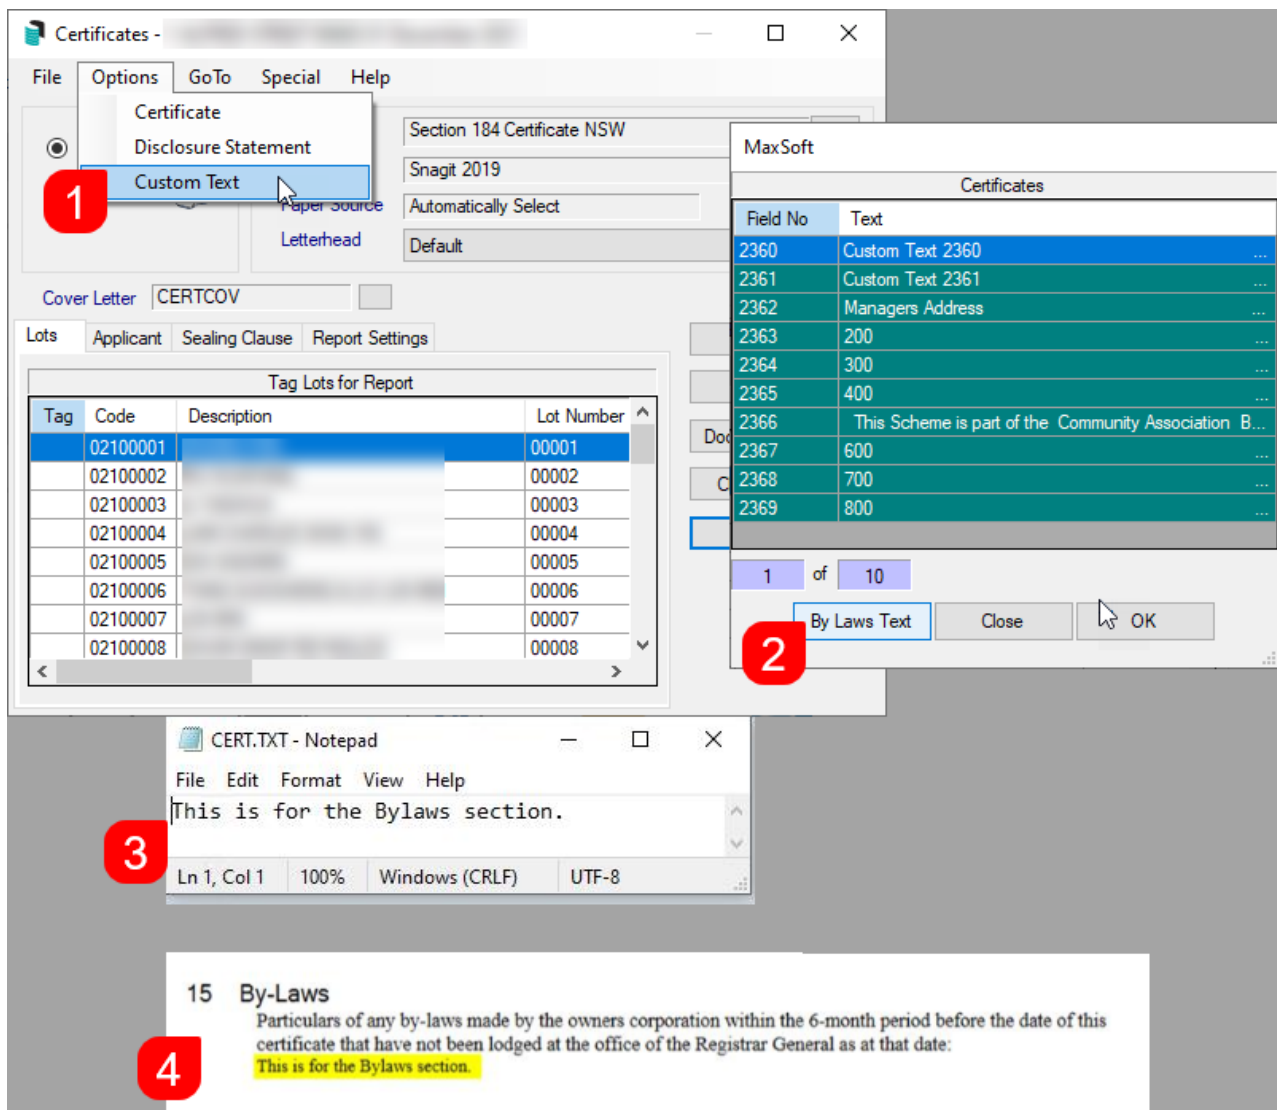 Certificates -
File Options GoTo Special Help
Certificate
Disclosure Statement
Custom Text
1
Section 184 Certificate NSW
Snagit 2019
Paper Source Automatically Select
Letterhead Default
Cover Letter CERTCOV
Lots Applicant Sealing Clause Report Settings
Tag Lots for Report
Tag Code Description Lot Number
02100001 00001
02100002 00002
02100003 00003
02100004 00004
02100005 00005
02100006 00006
02100007 00007
02100008 00008
MaxSoft
Certificates
Field No Text
2360 Custom Text 2360 ...
2361 Custom Text 2361 ...
2362 Managers Address ...
2363 200 ...
2364 300 ...
2365 400 ...
2366 This Scheme is part of the Community Association B...
2367 600 ...
2368 700 ...
2369 800 ...
1 of 10
By Laws Text Close OK
2
CERT.TXT - Notepad
File Edit Format View Help
This is for the Bylaws section.
3
Ln 1, Col 1 100% Windows (CRLF) UTF-8
15 By-Laws
Particulars of any by-laws made by the owners corporation within the 6-month period before the date of this
certificate that have not been lodged at the office of the Registrar General as at that date:
This is for the Bylaws section.
4